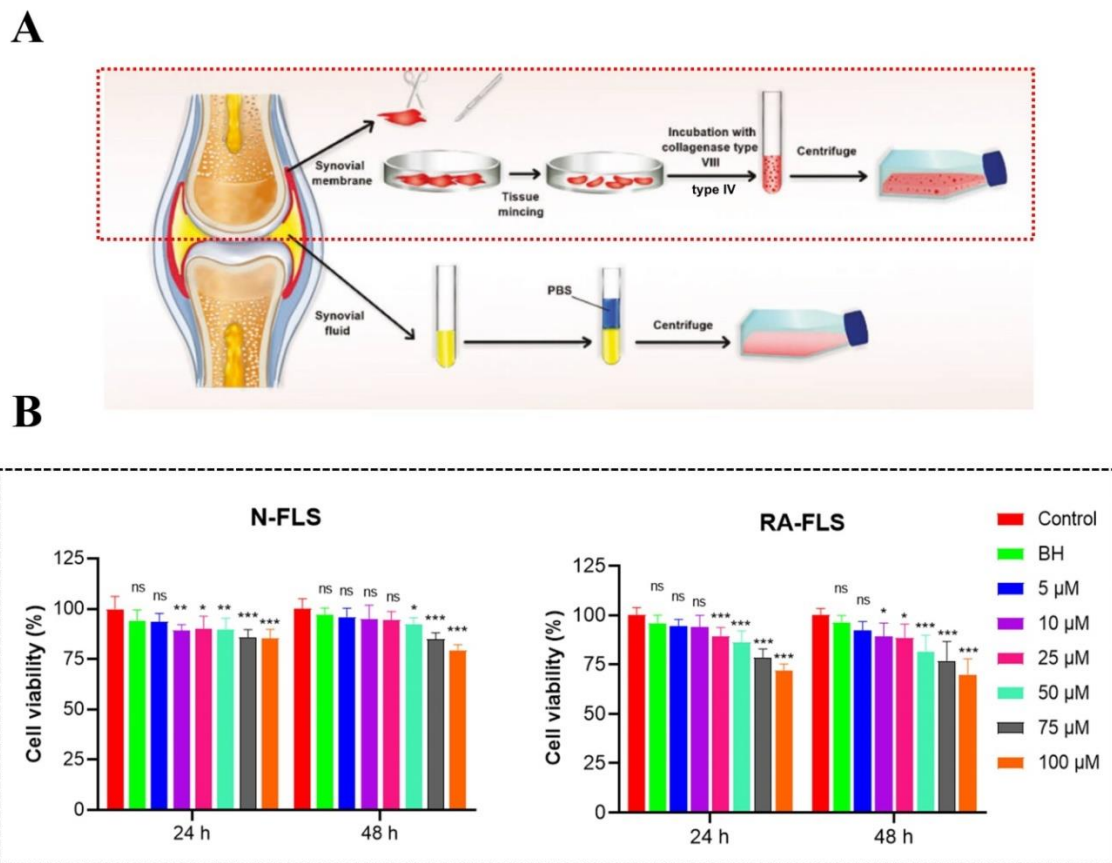 A
Synovial
membrane
Tissue
mincing
Incubation with
collagenase type
VIII
type IV
Centrifuge
Synovial
fluid
PBS
Centrifuge
B
N-FLS
Cell viability (%)
125
100
75
50
25
0
ns
ns
**
*
**
***
***
ns
ns
ns
ns
*
***
***
24 h
48 h
RA-FLS
Cell viability (%)
125
100
75
50
25
0
ns
ns
ns
***
***
***
***
ns
ns
*
*
***
***
***
24 h
48 h
Control
BH
5 µM
10 µM
25 µM
50 µM
75 µM
100 µM